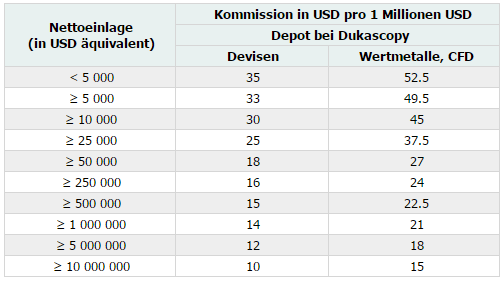 Nettoeinlage
(in USD äquivalent)
Kommission in USD pro 1 Millionen USD
Depot bei Dukascopy
Devisen Wertmetalle, CFD
< 5 000 35 52.5
≥ 5 000 33 49.5
≥ 10 000 30 45
≥ 25 000 25 37.5
≥ 50 000 18 27
≥ 250 000 16 24
≥ 500 000 15 22.5
≥ 1 000 000 14 21
≥ 5 000 000 12 18
≥ 10 000 000 10 15